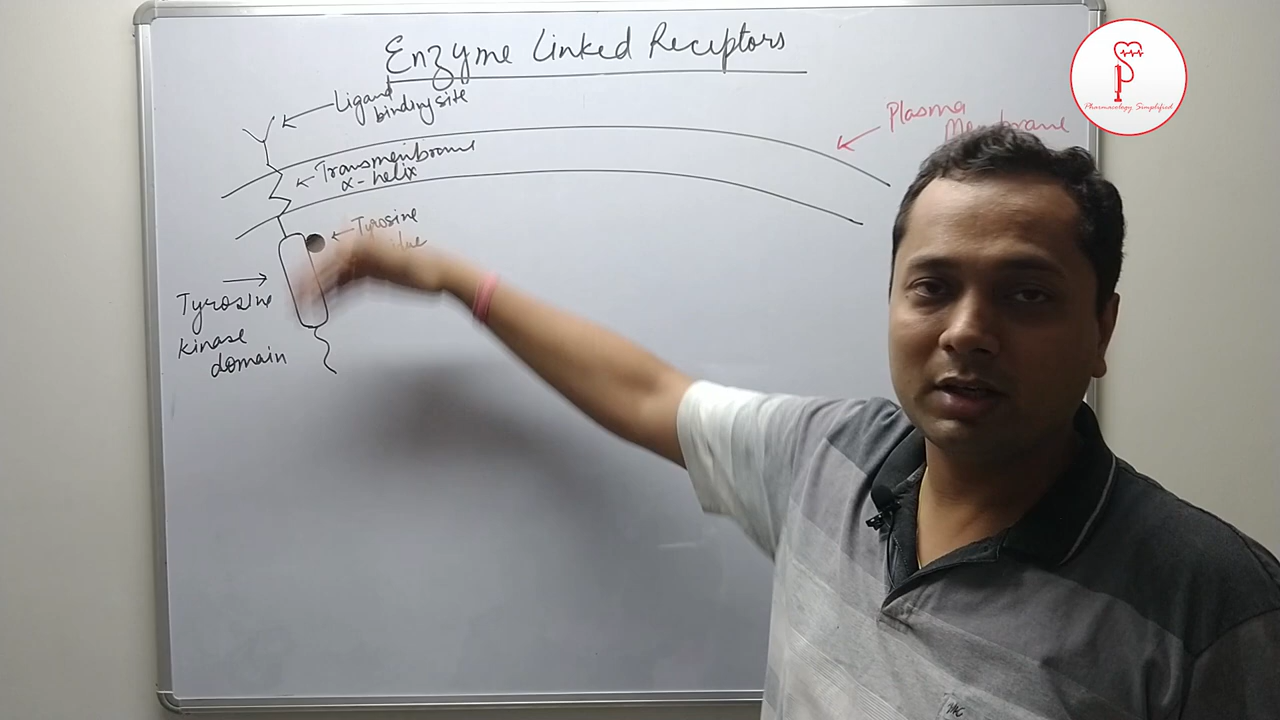 Enzyme Linked Receptors
Ligand
binding site
Plasma
Membrane
Transmembrane
α-helix
Tyrosine
Tyrosine
kinase
domain
Pharmacology Simplified